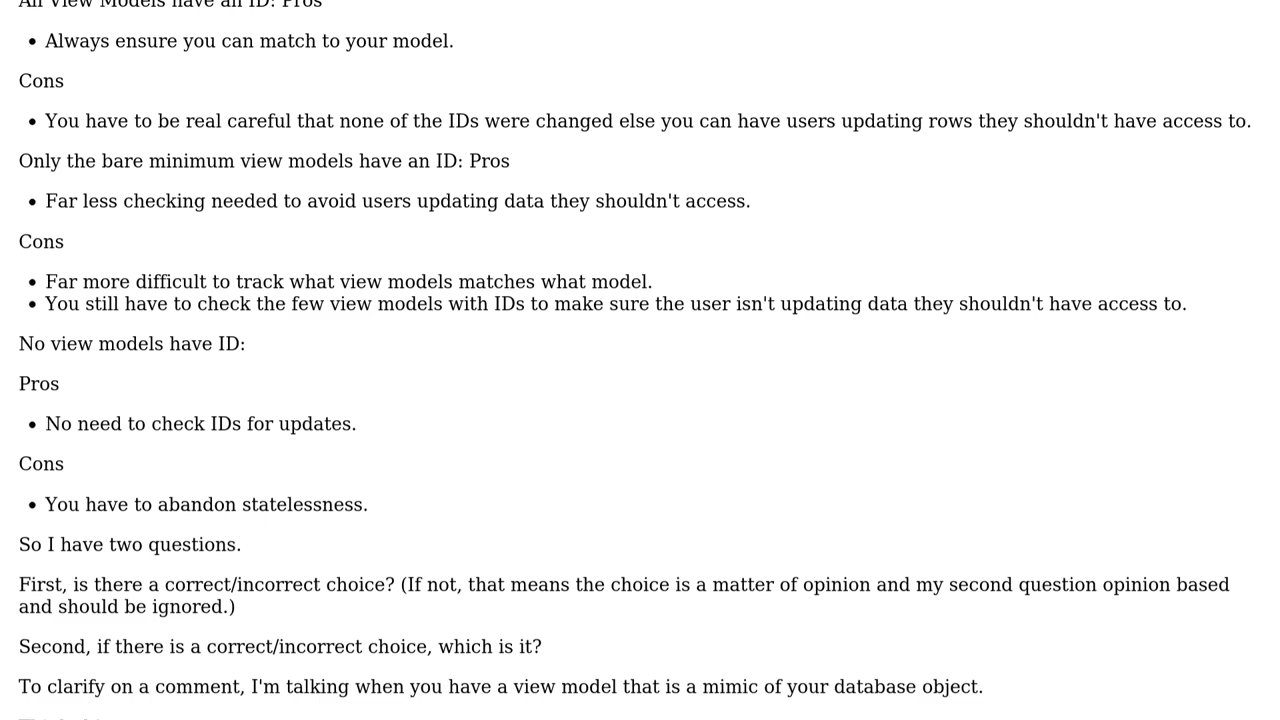 All View Models have an ID: Pros
Always ensure you can match to your model.
Cons
You have to be real careful that none of the IDs were changed else you can have users updating rows they shouldn't have access to.
Only the bare minimum view models have an ID: Pros
Far less checking needed to avoid users updating data they shouldn't access.
Cons
Far more difficult to track what view models matches what model.
You still have to check the few view models with IDs to make sure the user isn't updating data they shouldn't have access to.
No view models have ID:
Pros
No need to check IDs for updates.
Cons
You have to abandon statelessness.
So I have two questions.
First, is there a correct/incorrect choice? (If not, that means the choice is a matter of opinion and my second question opinion based
and should be ignored.)
Second, if there is a correct/incorrect choice, which is it?
To clarify on a comment, I'm talking when you have a view model that is a mimic of your database object.